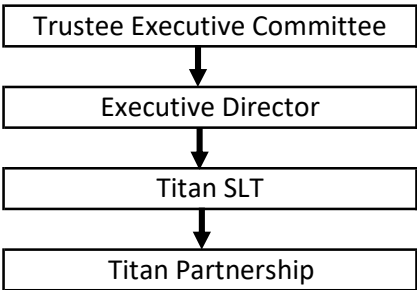 Trustee Executive Committee
Executive Director
Titan SLT
Titan Partnership